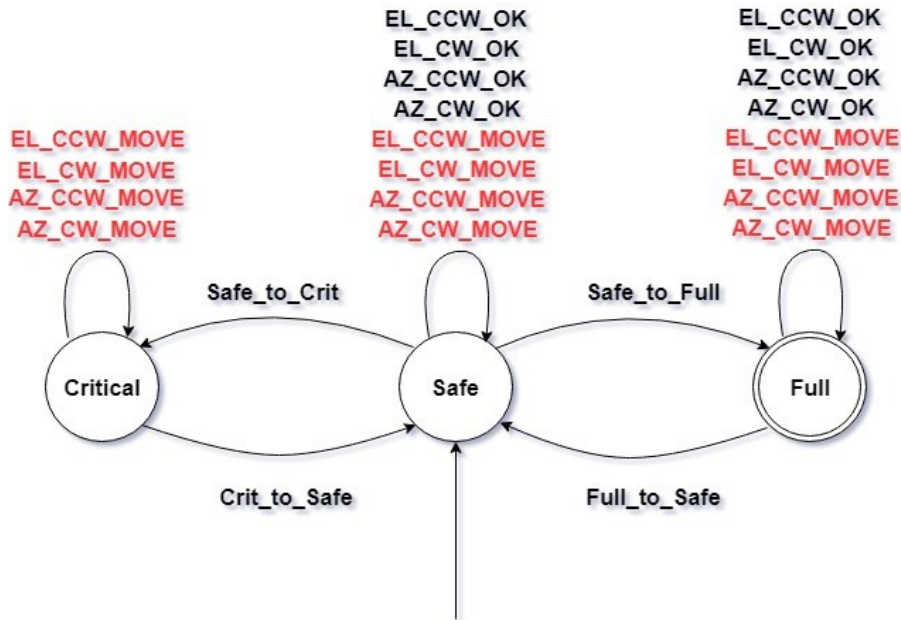 EL_CCW_OK
EL_CW_OK
AZ_CCW_OK
AZ_CW_OK
EL_CCW_MOVE
EL_CW_MOVE
AZ_CCW_MOVE
AZ_CW_MOVE
EL_CCW_OK
EL_CW_OK
AZ_CCW_OK
AZ_CW_OK
EL_CCW_MOVE
EL_CW_MOVE
AZ_CCW_MOVE
AZ_CW_MOVE
EL_CCW_MOVE
EL_CW_MOVE
AZ_CCW_MOVE
AZ_CW_MOVE
Safe_to_Crit
Safe_to_Full
Critical
Safe
Full
Crit_to_Safe
Full_to_Safe